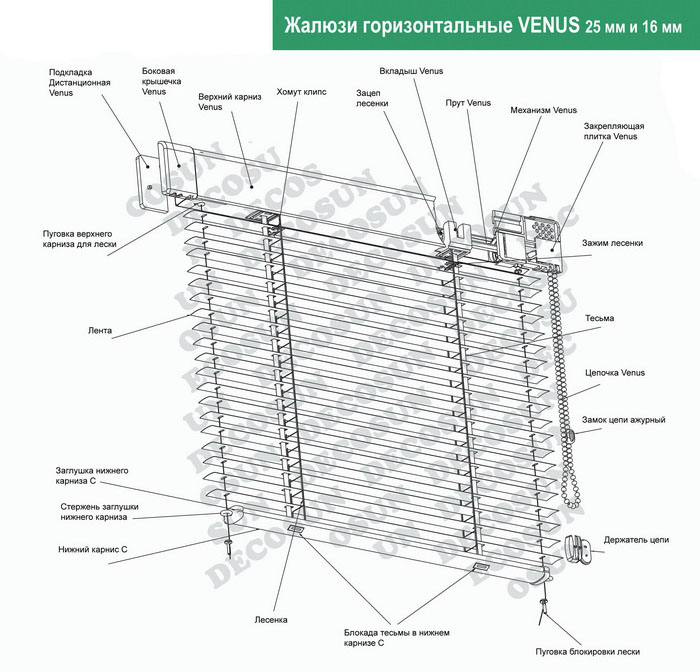 Жалюзи горизонтальные VENUS 25 мм и 16 мм
Подкладка
Дистанционная
Venus
Боковая
крышечка
Venus
Верхний карниз
Venus
Хомут клипс
Зацеп
лесенки
Вкладыш Venus
Прут Venus
Механизм Venus
Закрепляющая
плитка Venus
Пуговка верхнего
карниза для лески
Зажим лесенки
Лента
Тесьма
Цепочка Venus
Замок цепи ажурный
Заглушка нижнего
карниза С
Стержень заглушки
нижнего карниза
Нижний карнис С
Держатель цепи
Лесенка
Блокада тесьмы в нижнем
карнизе С
Пуговка блокировки лески
DECOSUN